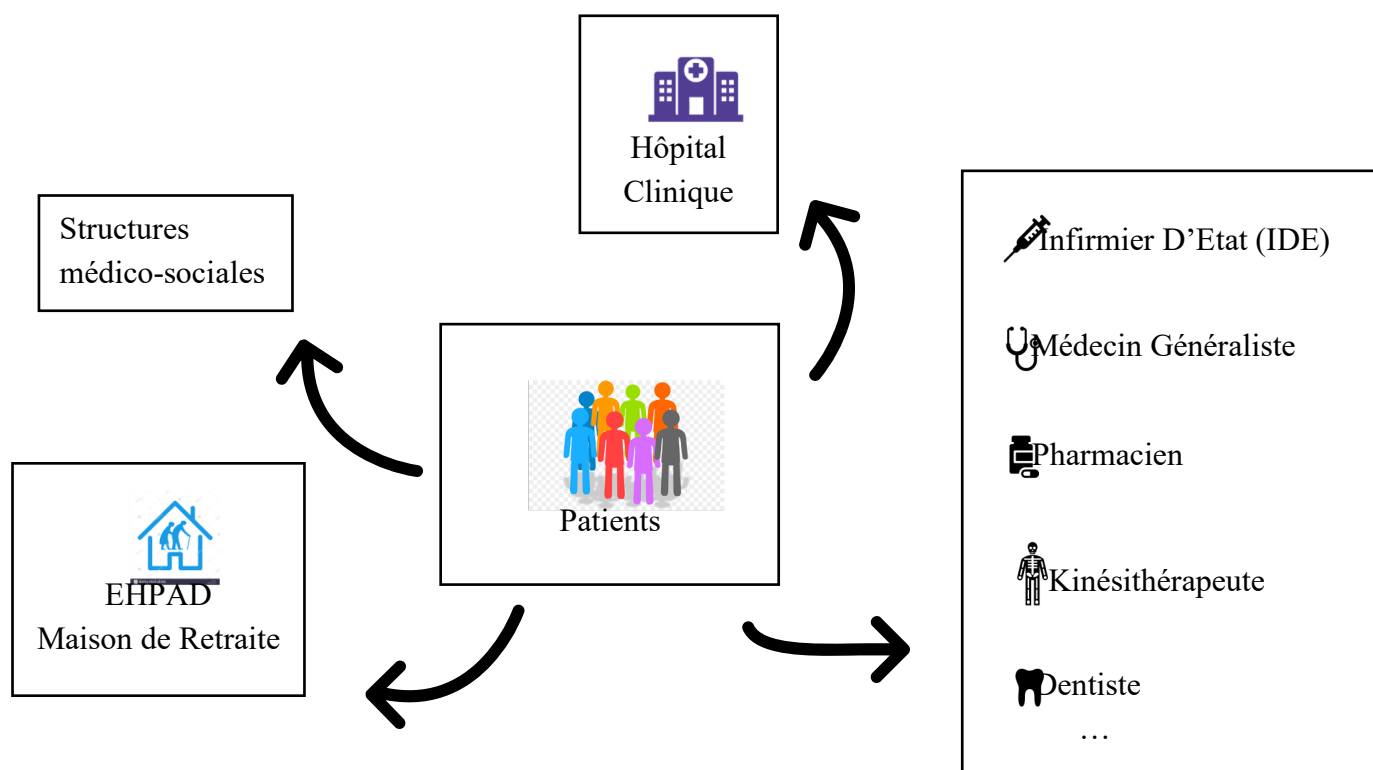 Hôpital
Clinique
Structures
médico-sociales
Patients
EHPAD
Maison de Retraite
Infirmier D’Etat (IDE)
Médecin Généraliste
Pharmacien
Kinésithérapeute
Dentiste
…